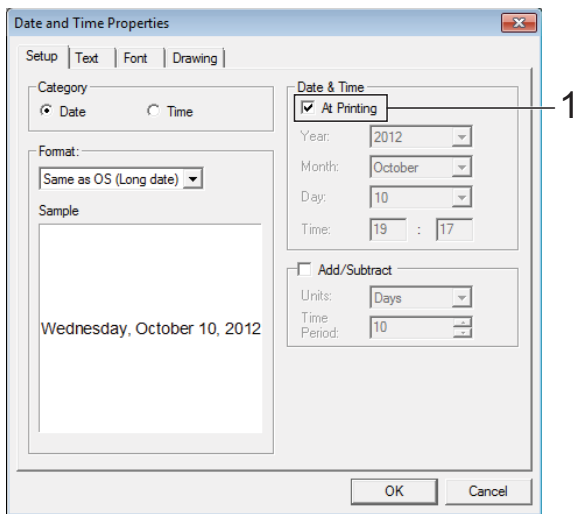 Date and Time Properties
Setup Text Font Drawing
Category
Date Time
Format:
Same as OS (Long date)
Sample
Wednesday, October 10, 2012
Date & Time
At Printing
1
Year: 2012
Month: October
Day: 10
Time: 19 : 17
Add/Subtract
Units: Days
Time
Period: 10
OK Cancel